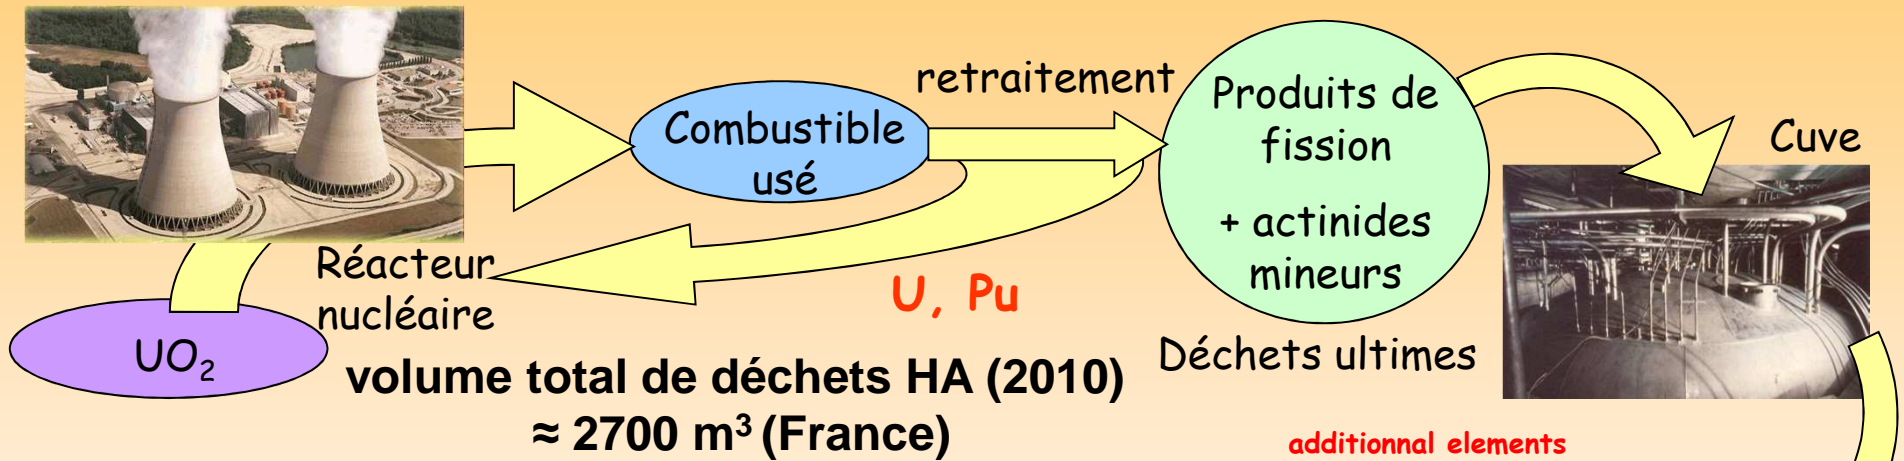 retraitement
Combustible
usé
Produits de
fission
+ actinides
mineurs
Cuve
Réacteur
nucléaire
U, Pu
UO₂
Déchets ultimes
volume total de déchets HA (2010)
≈ 2700 m³ (France)
additionnal elements